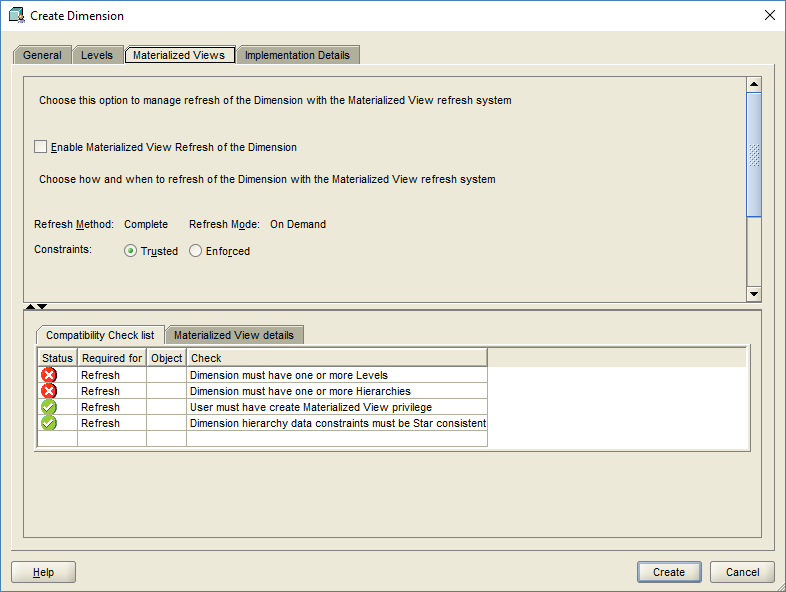 Create Dimension
General Levels Materialized Views Implementation Details
Choose this option to manage refresh of the Dimension with the Materialized View refresh system
Enable Materialized View Refresh of the Dimension
Choose how and when to refresh of the Dimension with the Materialized View refresh system
Refresh Method: Complete Refresh Mode: On Demand
Constraints: Trusted Enforced
Compatibility Check list Materialized View details
Status Required for Object Check
Refresh Dimension must have one or more Levels
Refresh Dimension must have one or more Hierarchies
Refresh User must have create Materialized View privilege
Refresh Dimension hierarchy data constraints must be Star consistent
Help Create Cancel